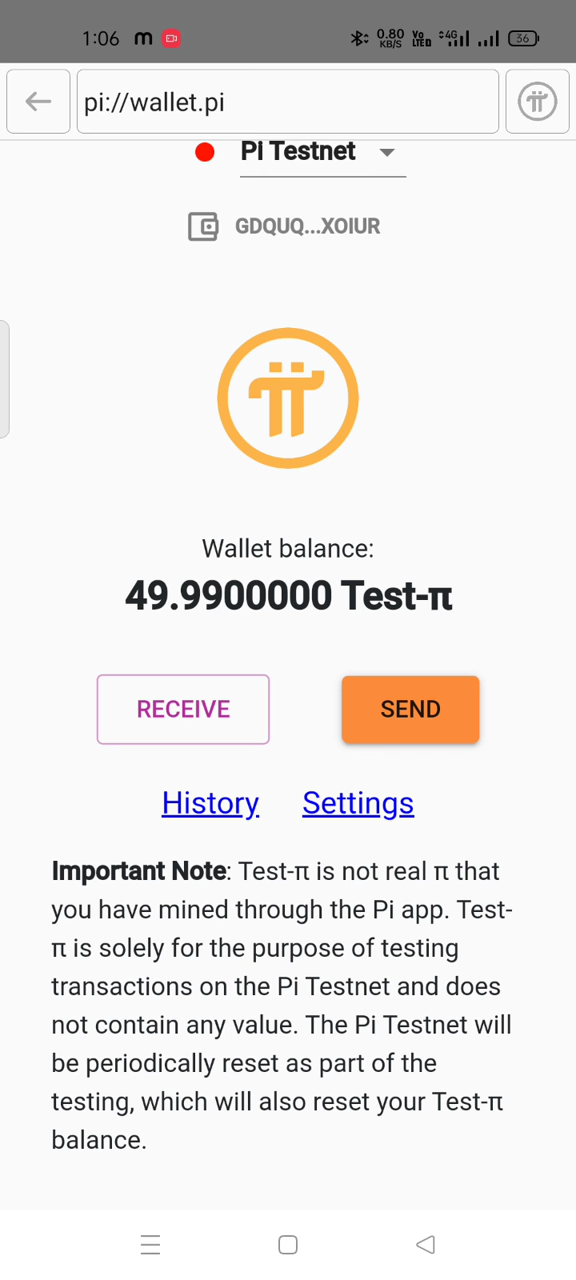 1:06 m 0.80 KB/S Vo LTED 4G 36
pi://wallet.pi
Pi Testnet
GDQUQ...XOIUR
Wallet balance:
49.9900000 Test-π
RECEIVE SEND
History Settings
Important Note: Test-π is not real π that
you have mined through the Pi app. Test-
π is solely for the purpose of testing
transactions on the Pi Testnet and does
not contain any value. The Pi Testnet will
be periodically reset as part of the
testing, which will also reset your Test-π
balance.